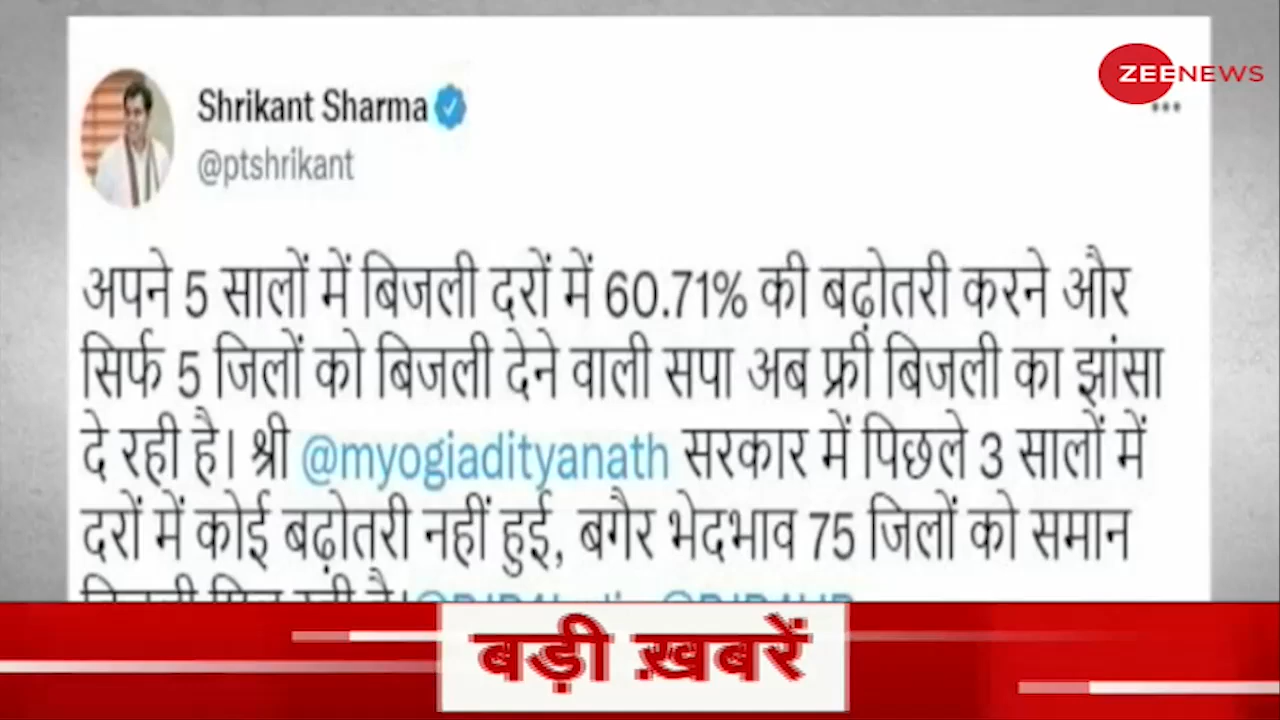 ZEENEWS
Shrikant Sharma
@ptshrikant
अपने 5 सालों में बिजली दरों में 60.71% की बढ़ोतरी करने और
सिर्फ 5 जिलों को बिजली देने वाली सपा अब फ्री बिजली का झांसा
दे रही है। श्री @myogiadityanath सरकार में पिछले 3 सालों में
दरों में कोई बढ़ोतरी नहीं हुई, बगैर भेदभाव 75 जिलों को समान
बड़ी ख़बरें